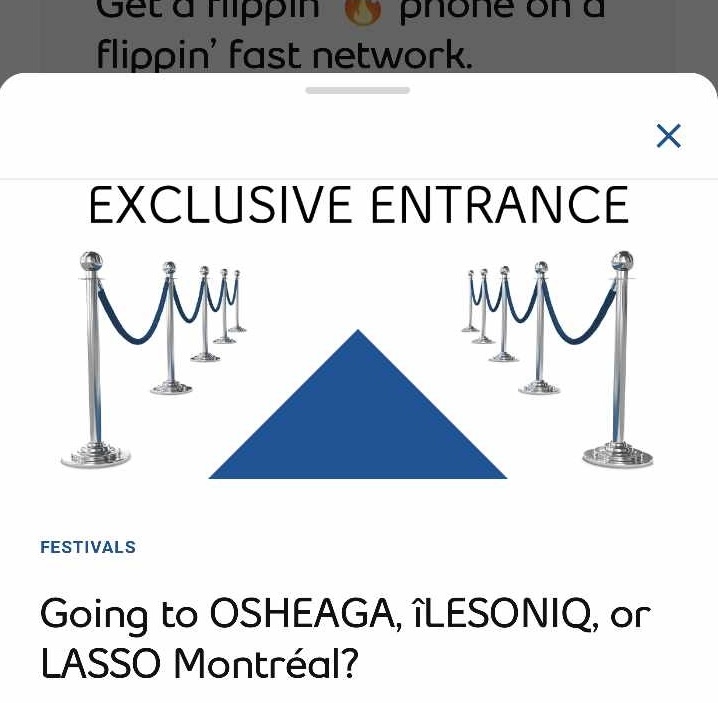 Get a flippin' 🔥 phone on a
flippin' fast network.
EXCLUSIVE ENTRANCE
FESTIVALS
Going to OSHEAGA, îLESONIQ, or
LASSO Montréal?